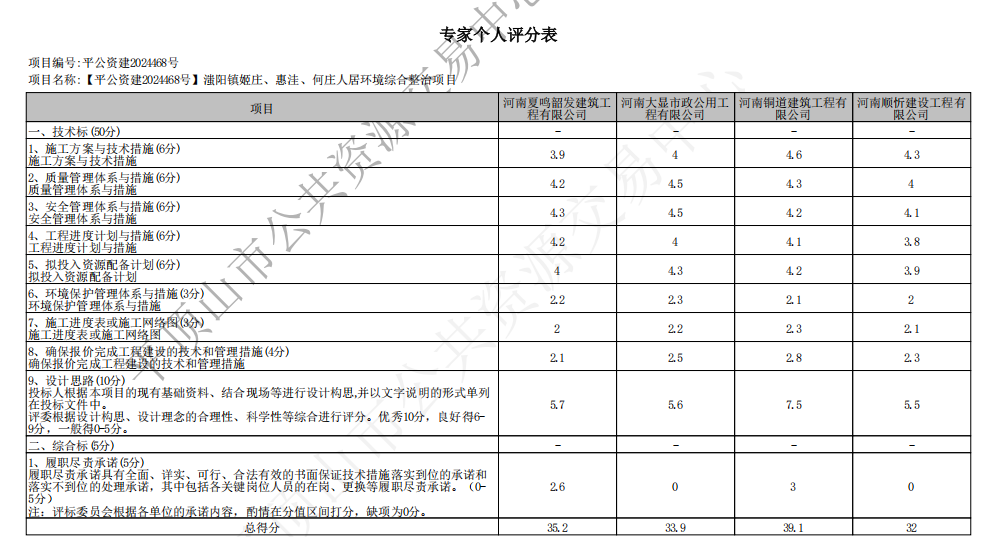 专家个人评分表
项目编号:平公资建2024468号
项目名称:【平公资建2024468号】滍阳镇姬庄、惠洼、何庄人居环境综合整治项目
项目 河南夏鸣韶发建筑工程有限公司 河南大显市政公用工程有限公司 河南铜道建筑工程有限公司 河南顺忻建设工程有限公司
一、技术标(50分) - - - -
1、施工方案与技术措施(6分)
施工方案与技术措施 3.9 4 4.6 4.3
2、质量管理体系与措施(6分)
质量管理体系与措施 4.2 4.5 4.3 4
3、安全管理体系与措施(6分)
安全管理体系与措施 4.3 4.5 4.2 4.1
4、工程进度计划与措施(6分)
工程进度计划与措施 4.2 4 4.1 3.8
5、拟投入资源配备计划(6分)
拟投入资源配备计划 4 4.3 4.2 3.9
6、环境保护管理体系与措施(3分)
环境保护管理体系与措施 2.2 2.3 2.1 2
7、施工进度表或施工网络图(3分)
施工进度表或施工网络图 2 2.2 2.3 2.1
8、确保报价完成工程建设的技术和管理措施(4分)
确保报价完成工程建设的技术和管理措施 2.1 2.5 2.8 2.3
9、设计思路(10分)
投标人根据本项目的现有基础资料、结合现场等进行设计构思,并以文字说明的形式单列
在投标文件中。
评委根据设计构思、设计理念的合理性、科学性等综合进行评分。优秀10分，良好得6-
9分，一般得0-5分。 5.7 5.6 7.5 5.5
二、综合标(5分) - - - -
1、履职尽责承诺(5分)
履职尽责承诺具有全面、详实、可行、合法有效的书面保证技术措施落实到位的承诺和
落实不到位的处理承诺，其中包括各关键岗位人员的在岗、更换等履职尽责承诺。（0-
5分）
注：评标委员会根据各单位的承诺内容，酌情在分值区间打分，缺项为0分。 2.6 0 3 0
总得分 35.2 33.9 39.1 32
平顶山市公共资源交易中心
平顶山市公共资源交易中心